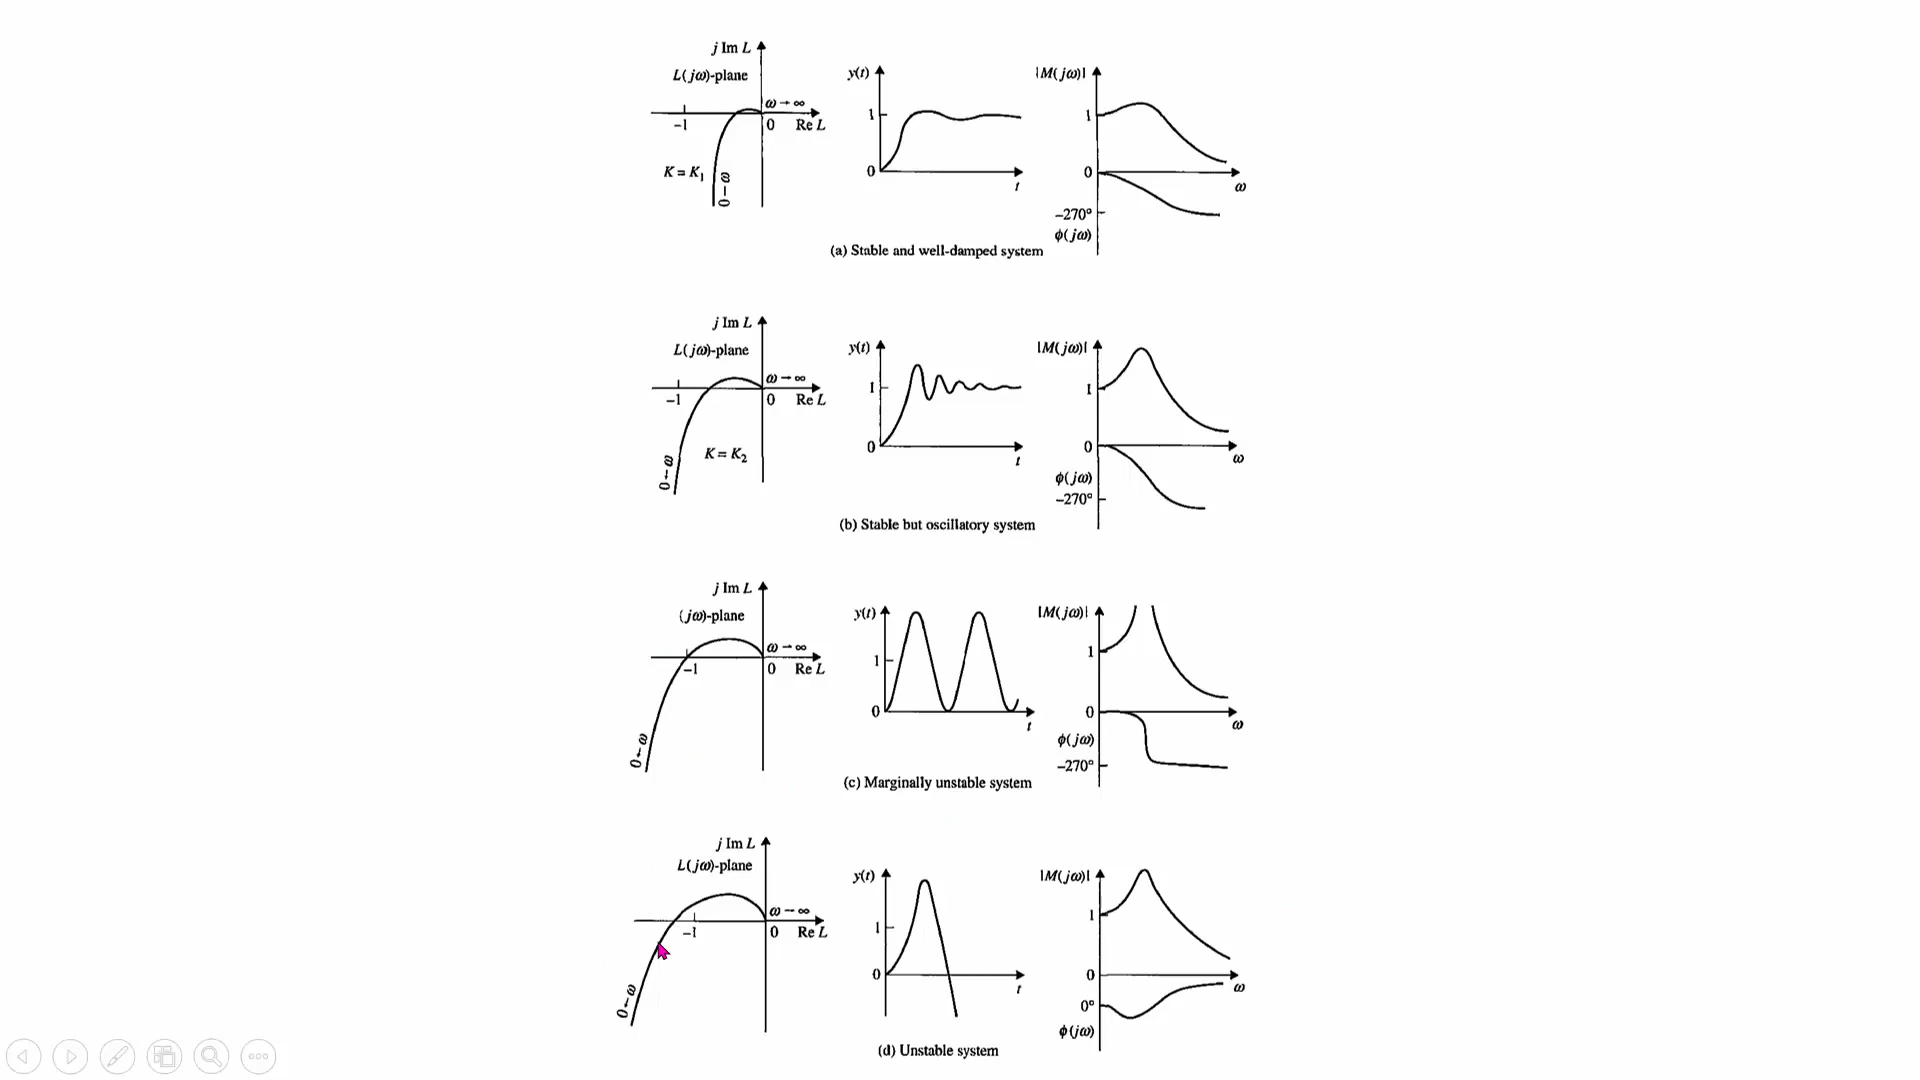 j Im L
L(jω)-plane
ω → ∞
-1
0
Re L
K = K₁
0←ω
y(t)
1
0
t
|M(jω)|
1
0
ω
-270°
ϕ(jω)
(a) Stable and well-damped system
j Im L
L(jω)-plane
ω → ∞
-1
0
Re L
K = K₂
0←ω
y(t)
1
0
t
|M(jω)|
1
0
ω
ϕ(jω)
-270°
(b) Stable but oscillatory system
j Im L
(jω)-plane
ω → ∞
-1
0
Re L
0←ω
y(t)
1
0
t
|M(jω)|
1
0
ω
ϕ(jω)
-270°
(c) Marginally unstable system
j Im L
L(jω)-plane
ω → ∞
-1
0
Re L
0←ω
y(t)
1
0
t
|M(jω)|
1
0
ω
0°
ϕ(jω)
(d) Unstable system